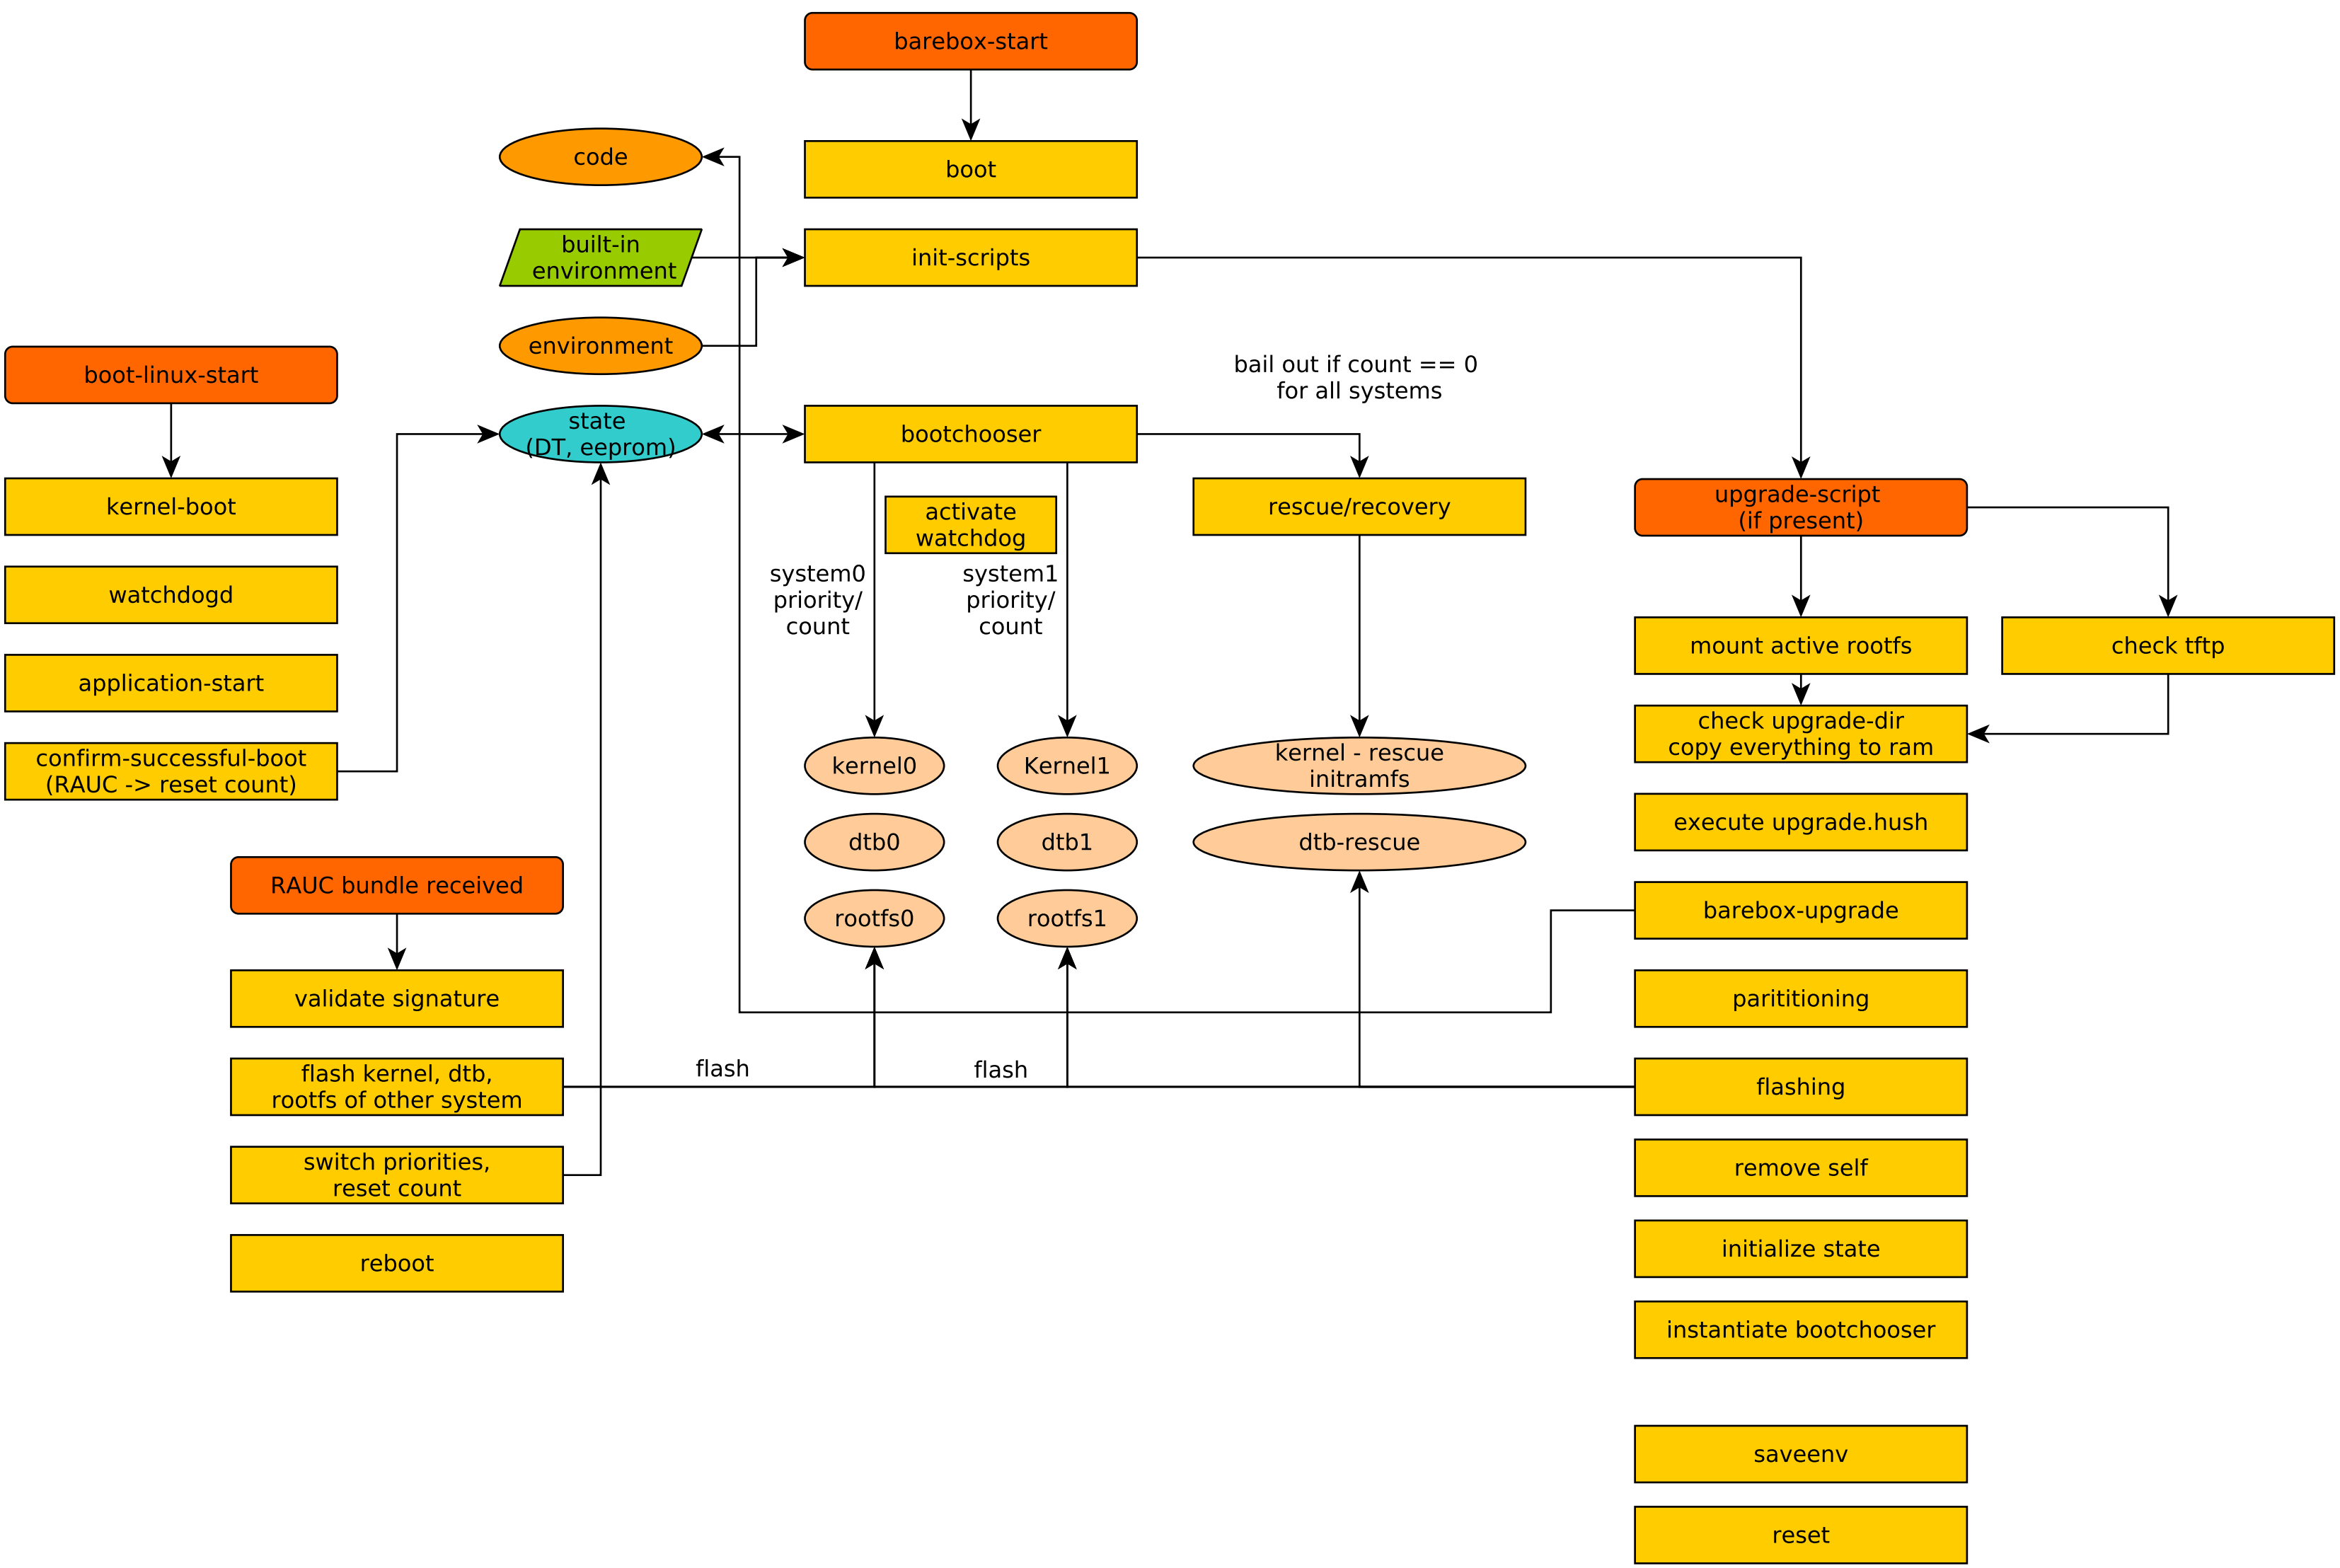 barebox-start
boot
code
built-in
environment
init-scripts
environment
boot-linux-start
bail out if count == 0
for all systems
state
(DT, eeprom)
bootchooser
kernel-boot
activate
watchdog
rescue/recovery
upgrade-script
(if present)
watchdogd
system0
priority/
count
system1
priority/
count
mount active rootfs
check tftp
application-start
check upgrade-dir
copy everything to ram
confirm-successful-boot
(RAUC -> reset count)
kernel0
Kernel1
kernel - rescue
initramfs
execute upgrade.hush
dtb0
dtb1
dtb-rescue
RAUC bundle received
rootfs0
rootfs1
barebox-upgrade
validate signature
parititioning
flash kernel, dtb,
rootfs of other system
flash
flash
flashing
switch priorities,
reset count
remove self
reboot
initialize state
instantiate bootchooser
saveenv
reset